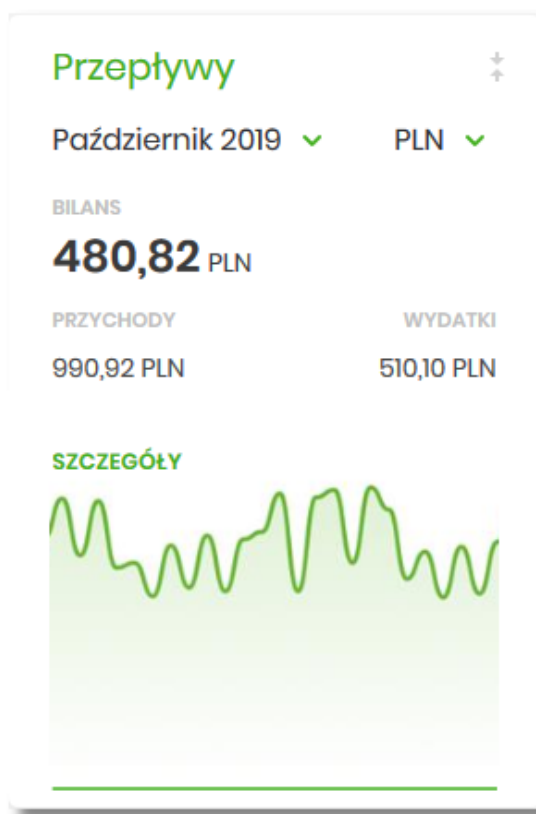 Przepływy
Październik 2019 PLN
BILANS
480,82 PLN
PRZYCHODY WYDATKI
990,92 PLN 510,10 PLN
SZCZEGÓŁY